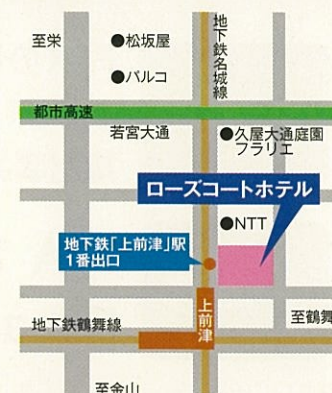 至栄
●松坂屋
●パルコ
地下鉄名城線
都市高速
若宮大通
●久屋大通庭園
フラリエ
ローズコートホテル
●NTT
地下鉄「上前津」駅
1番出口
上前津
地下鉄鶴舞線
至鶴舞
至金山